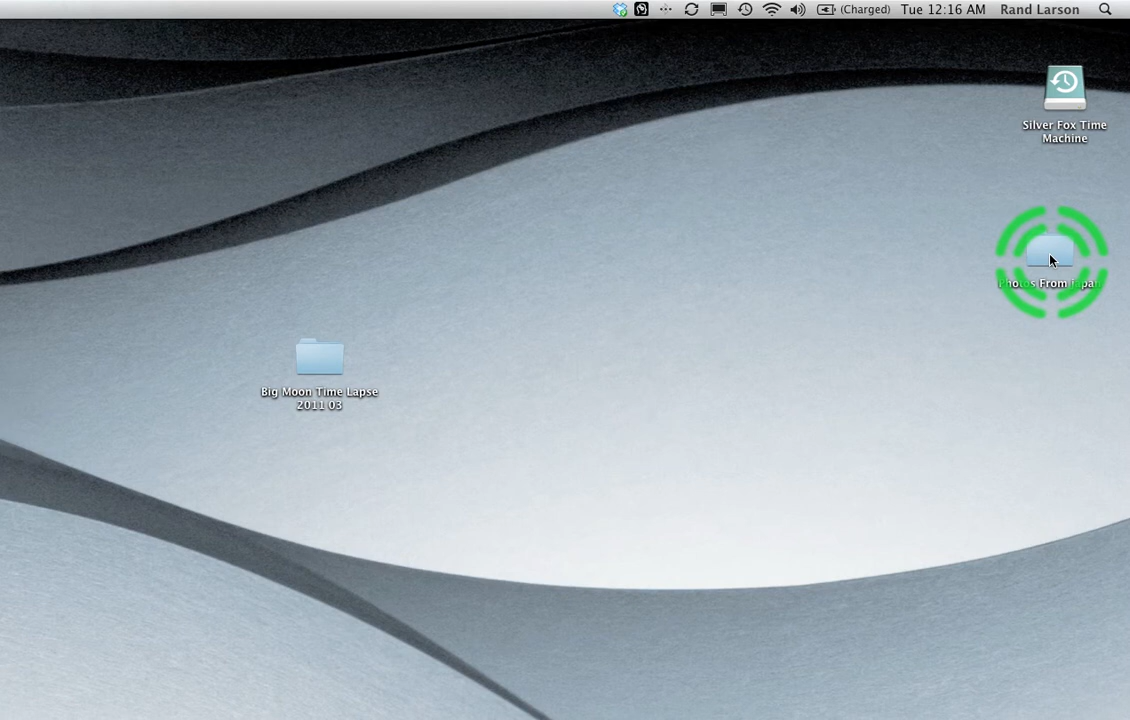 (Charged) Tue 12:16 AM Rand Larson
Silver Fox Time
Machine
Photos From Japan
Big Moon Time Lapse
2011 03